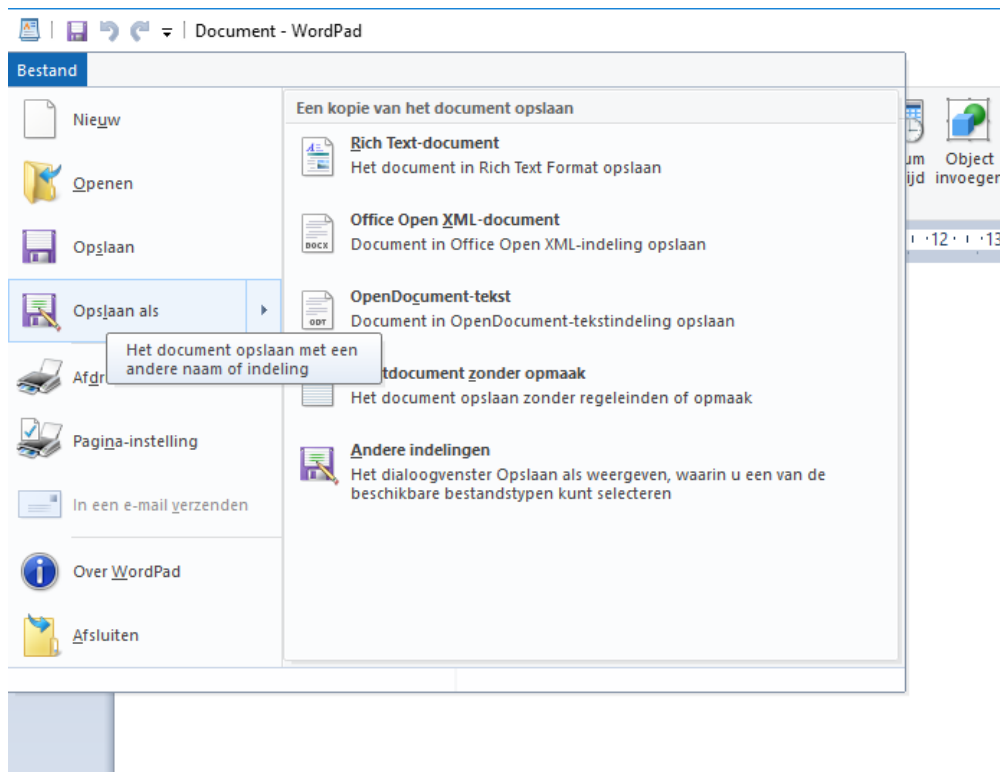 Document - WordPad
Bestand
Nieuw
Openen
Opslaan
Opslaan als
Het document opslaan met een
andere naam of indeling
Pagina-instelling
In een e-mail verzenden
Over WordPad
Afsluiten
Een kopie van het document opslaan
Rich Text-document
Het document in Rich Text Format opslaan
DOCX
Office Open XML-document
Document in Office Open XML-indeling opslaan
ODT
OpenDocument-tekst
Document in OpenDocument-tekstindeling opslaan
zonder opmaak
Het document opslaan zonder regeleinden of opmaak
Andere indelingen
Het dialoogvenster Opslaan als weergeven, waarin u een van de
beschikbare bestandstypen kunt selecteren
Object
12